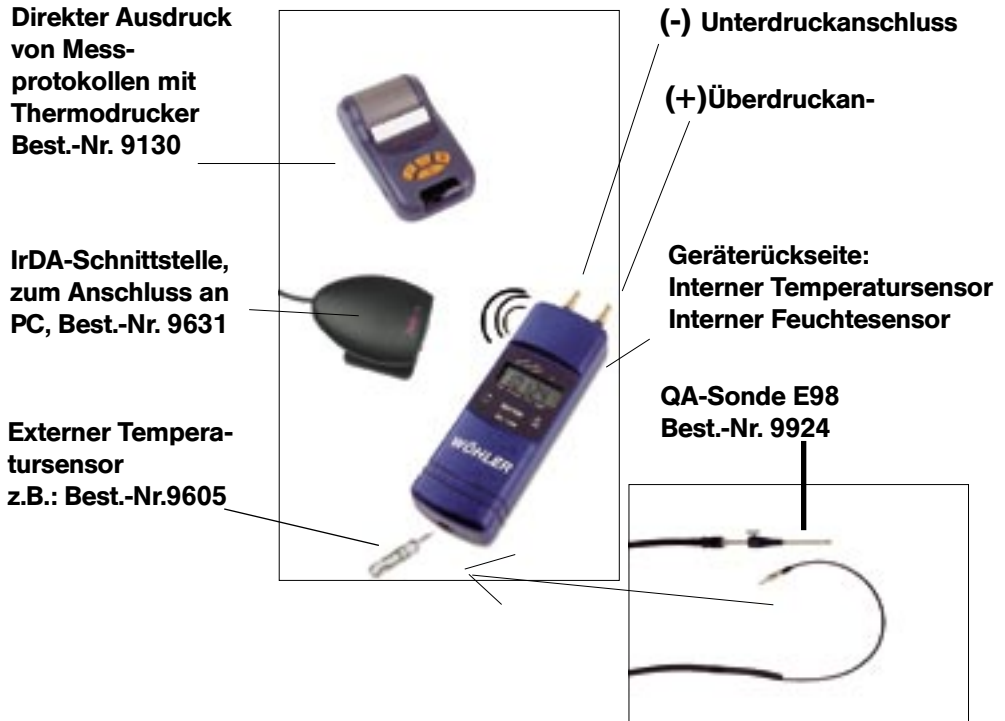 Direkter Ausdruck
von Mess-
protokollen mit
Thermodrucker
Best.-Nr. 9130
(-) Unterdruckanschluss
(+)Überdruckan-
IrDA-Schnittstelle,
zum Anschluss an
PC, Best.-Nr. 9631
Geräterückseite:
Interner Temperatursensor
Interner Feuchtesensor
QA-Sonde E98
Best.-Nr. 9924
Externer Tempera-
tursensor
z.B.: Best.-Nr.9605
WÖHLER